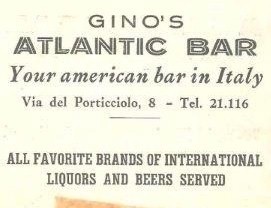 GINO'S
ATLANTIC BAR
Your american bar in Italy
Via del Porticciolo, 8 - Tel. 21.116
ALL FAVORITE BRANDS OF INTERNATIONAL
LIQUORS AND BEERS SERVED